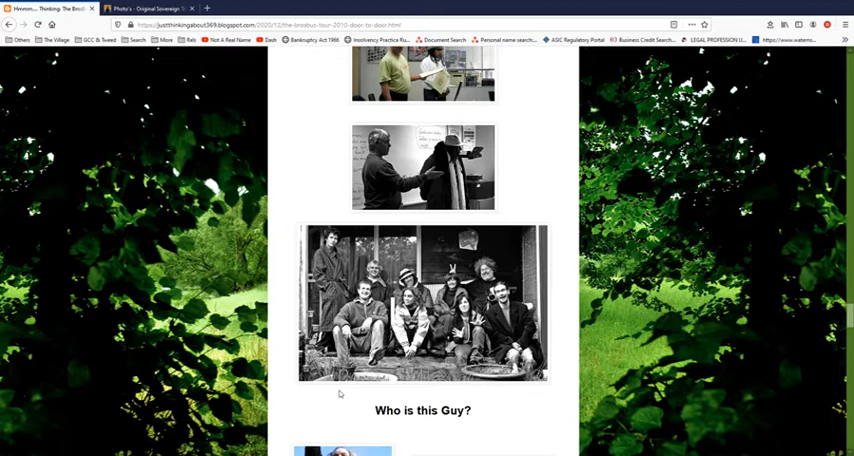 Hmmm.... Thinking: The Bros
Photo's - Original Sovereign T
https://justthinkingabout369.blogspot.com/2020/12/the-brosbus-tour-2010-door-to-door.html
Others
The Village
GCC & Tweed
Search
More
Rels
Not A Real Name
Dash
Bankruptcy Act 1966
Insolvency Practice Ru...
Document Search
Personal name search...
ASIC Regulatory Portal
Business Credit Search...
LEGAL PROFESSION U...
Who is this Guy?